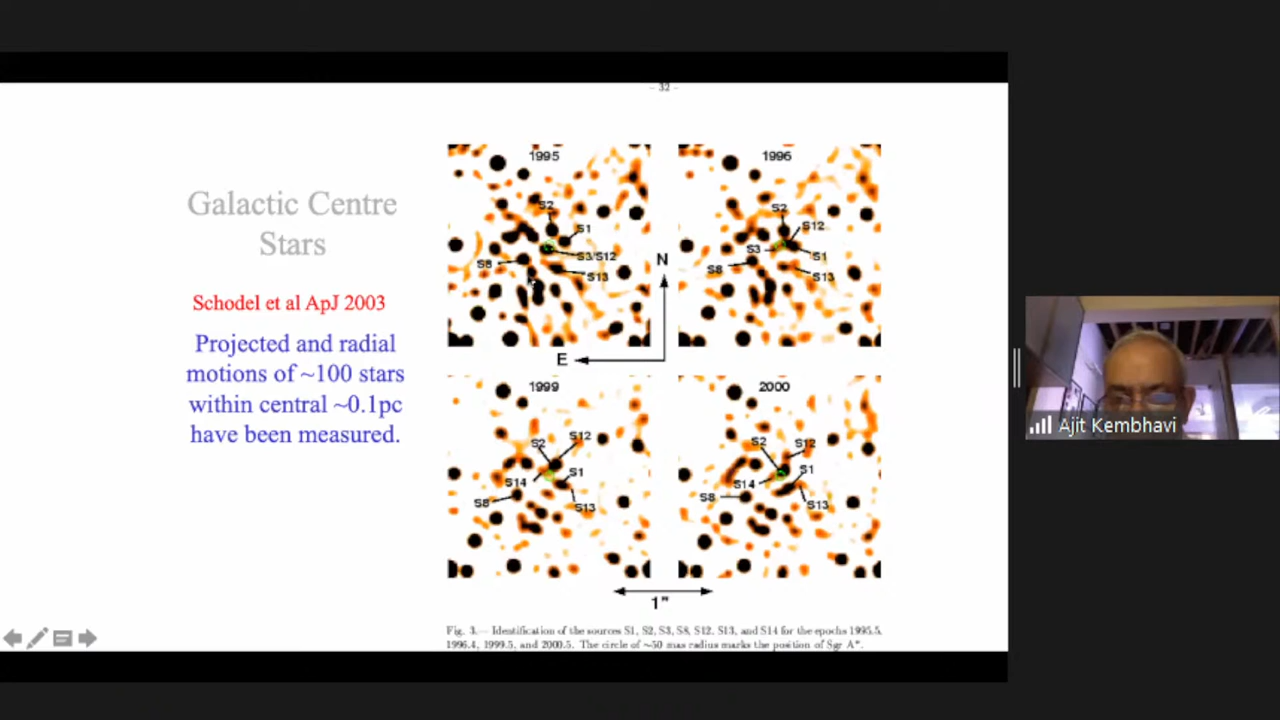 - 32 -
Galactic Centre
Stars
Schodel et al ApJ 2003
Projected and radial
motions of ~100 stars
within central ~0.1pc
have been measured.
1995
S2
S1
S3/S12
S8
S13
1996
S2
S12
S3
S1
S8
S13
N
E
1999
S2
S12
S1
S14
S8
S13
2000
S2
S12
S1
S14
S8
S13
1"
Fig. 3.— Identification of the sources S1, S2, S3, S8, S12, S13, and S14 for the epochs 1995.5,
1996.4, 1999.5, and 2000.5. The circle of ~50 mas radius marks the position of Sgr A*.
Ajit Kembhavi